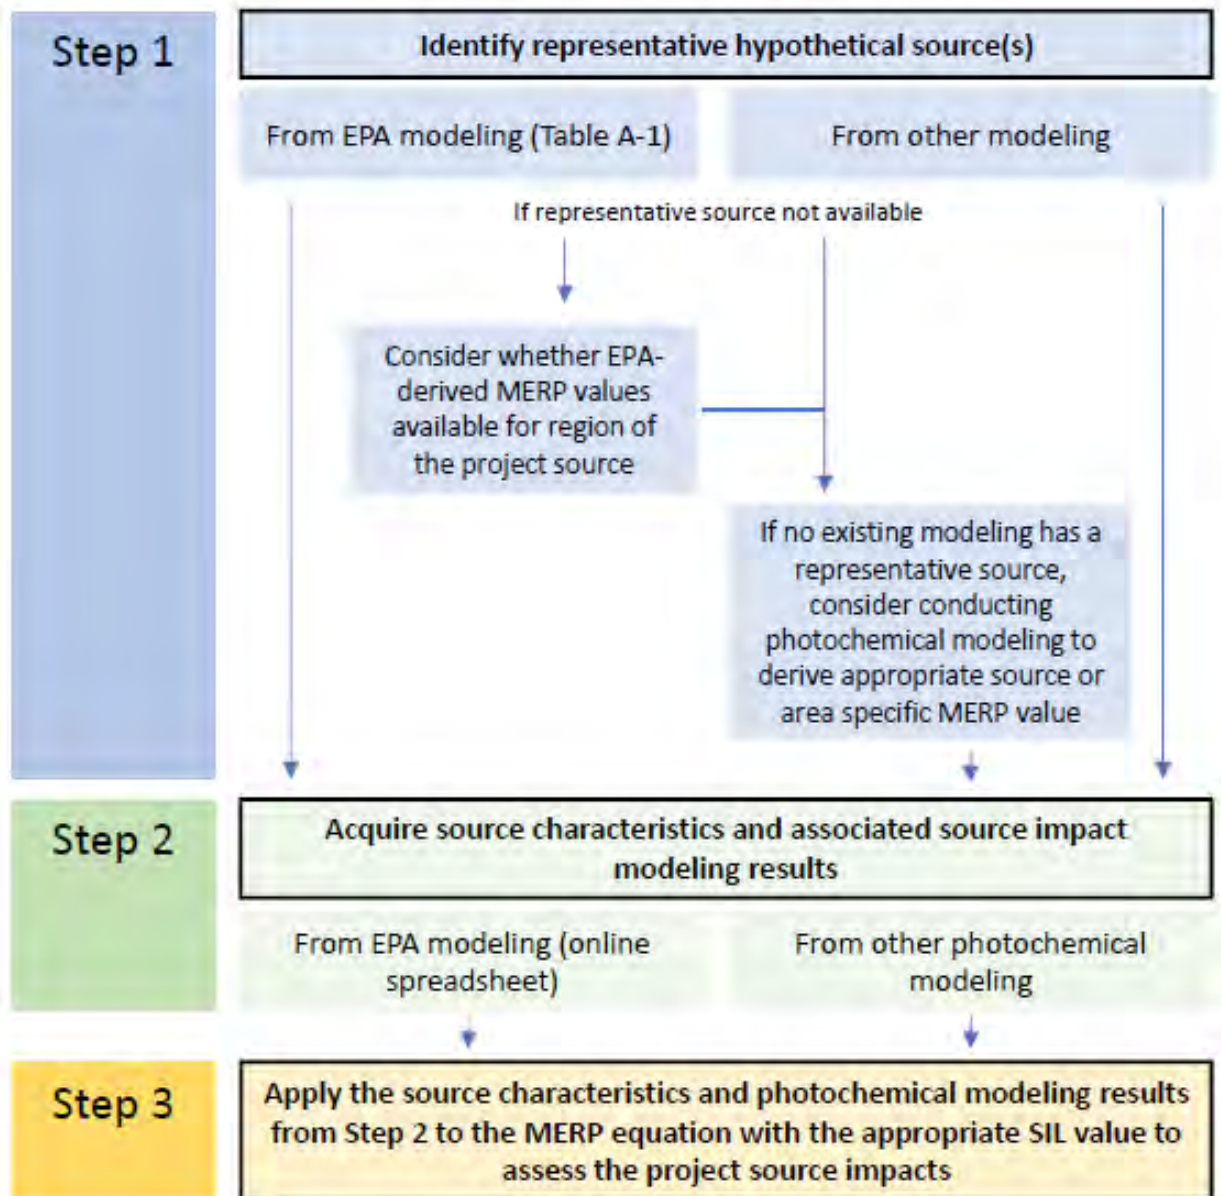 Step 1
Identify representative hypothetical source(s)
From EPA modeling (Table A-1)
From other modeling
If representative source not available
Consider whether EPA-
derived MERP values
available for region of
the project source
If no existing modeling has a
representative source,
consider conducting
photochemical modeling to
derive appropriate source or
area specific MERP value
Step 2
Acquire source characteristics and associated source impact
modeling results
From EPA modeling (online
spreadsheet)
From other photochemical
modeling
Step 3
Apply the source characteristics and photochemical modeling results
from Step 2 to the MERP equation with the appropriate SIL value to
assess the project source impacts